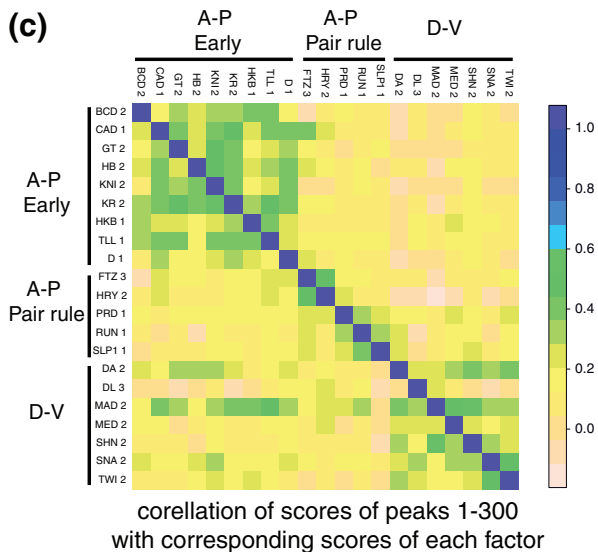 (c)
A-P
Early
A-P
Pair rule
D-V
BCD 2
CAD 1
GT 2
HB 2
KNI 2
KR 2
HKB 1
TLL 1
D 1
FTZ 3
HRY 2
PRD 1
RUN 1
SLP1 1
DA 2
DL 3
MAD 2
MED 2
SHN 2
SNA 2
TWI 2
A-P
Early
A-P
Pair rule
D-V
BCD 2
CAD 1
GT 2
HB 2
KNI 2
KR 2
HKB 1
TLL 1
D 1
FTZ 3
HRY 2
PRD 1
RUN 1
SLP1 1
DA 2
DL 3
MAD 2
MED 2
SHN 2
SNA 2
TWI 2
1.0
0.8
0.6
0.4
0.2
0.0
corellation of scores of peaks 1-300
with corresponding scores of each factor